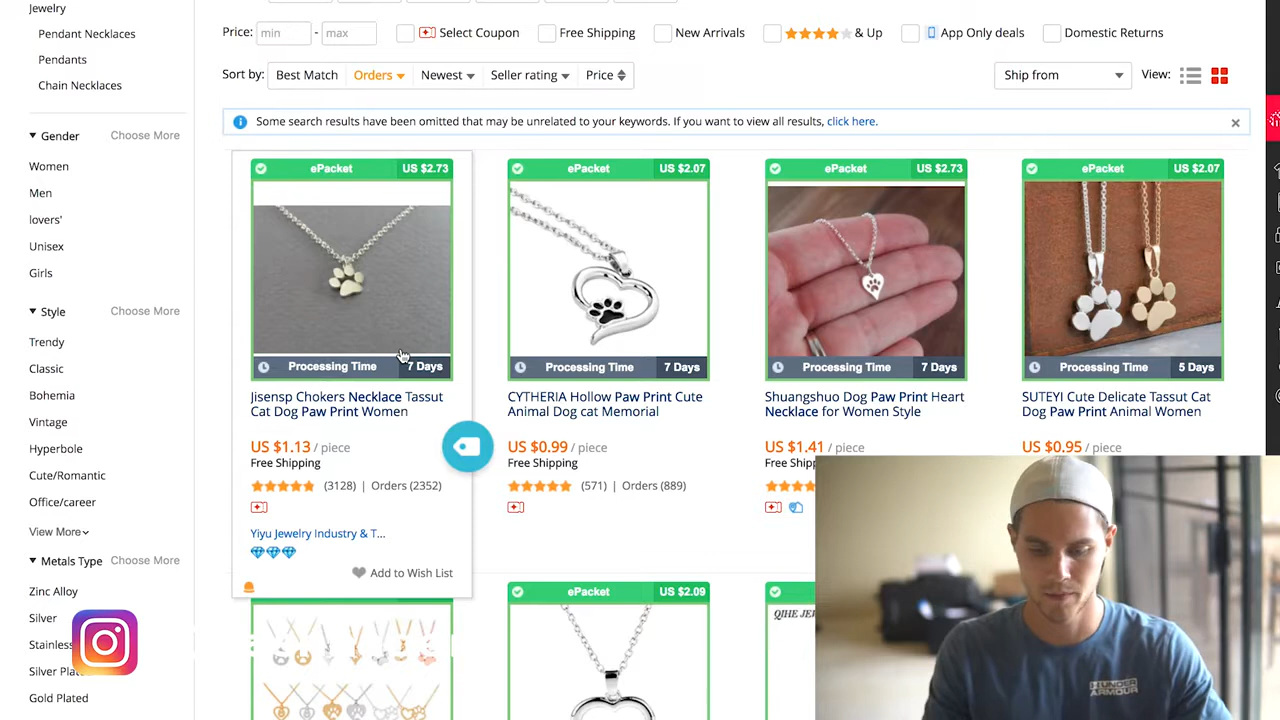 Jewelry
Pendant Necklaces
Pendants
Chain Necklaces
Gender Choose More
Women
Men
lovers'
Unisex
Girls
Style Choose More
Trendy
Classic
Bohemia
Vintage
Hyperbole
Cute/Romantic
Office/career
View More
Metals Type Choose More
Zinc Alloy
Silver
Stainless
Silver
Gold Plated
Price: min - max Select Coupon Free Shipping New Arrivals & Up App Only deals Domestic Returns
Sort by: Best Match Orders Newest Seller rating Price Ship from View:
Some search results have been omitted that may be unrelated to your keywords. If you want to view all results, click here.
ePacket US $2.73
Processing Time 7 Days
Jisensp Chokers Necklace Tassut
Cat Dog Paw Print Women
US $1.13 / piece
Free Shipping
(3128) | Orders (2352)
Yiyu Jewelry Industry & T...
Add to Wish List
ePacket US $2.07
Processing Time 7 Days
CYTHERIA Hollow Paw Print Cute
Animal Dog cat Memorial
US $0.99 / piece
Free Shipping
(571) | Orders (889)
ePacket US $2.73
Processing Time 7 Days
Shuangshuo Dog Paw Print Heart
Necklace for Women Style
US $1.41 / piece
Free
ePacket US $2.07
Processing Time 5 Days
SUTEYI Cute Delicate Tassut Cat
Dog Paw Print Animal Women
US $0.95 / piece
ePacket US $2.09
QIHE
UNDER
ARMOUR